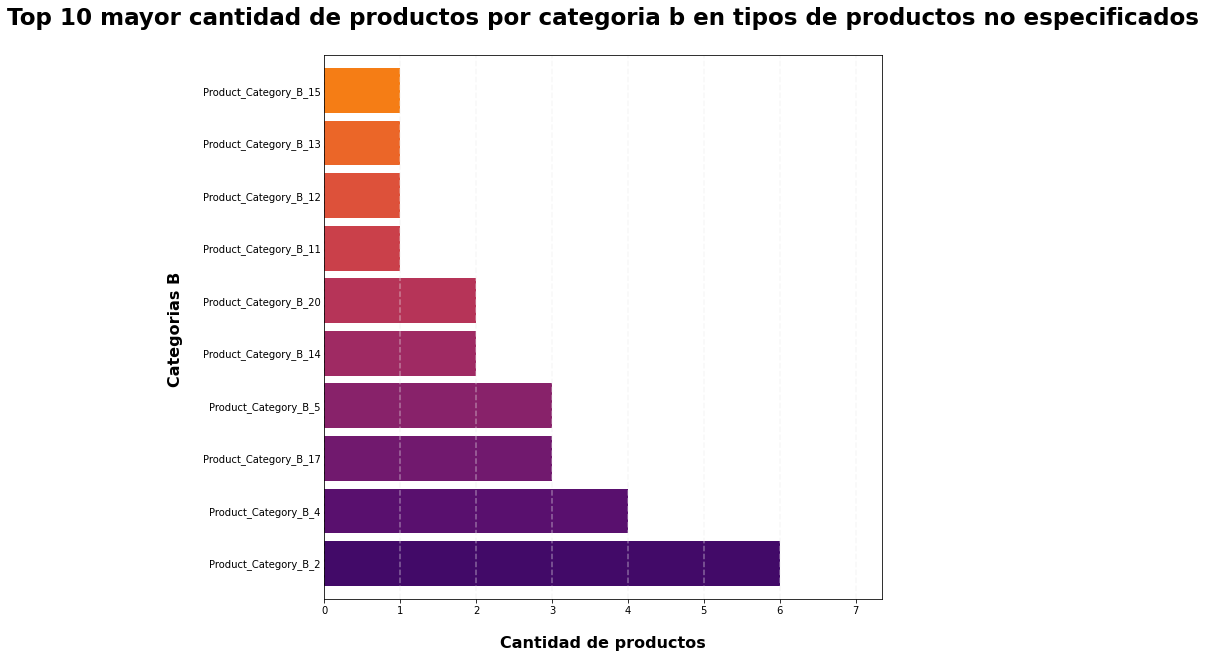 Top 10 mayor cantidad de productos por categoria b en tipos de productos no especificados
Categorias B
Product_Category_B_15
Product_Category_B_13
Product_Category_B_12
Product_Category_B_11
Product_Category_B_20
Product_Category_B_14
Product_Category_B_5
Product_Category_B_17
Product_Category_B_4
Product_Category_B_2
0 1 2 3 4 5 6 7
Cantidad de productos